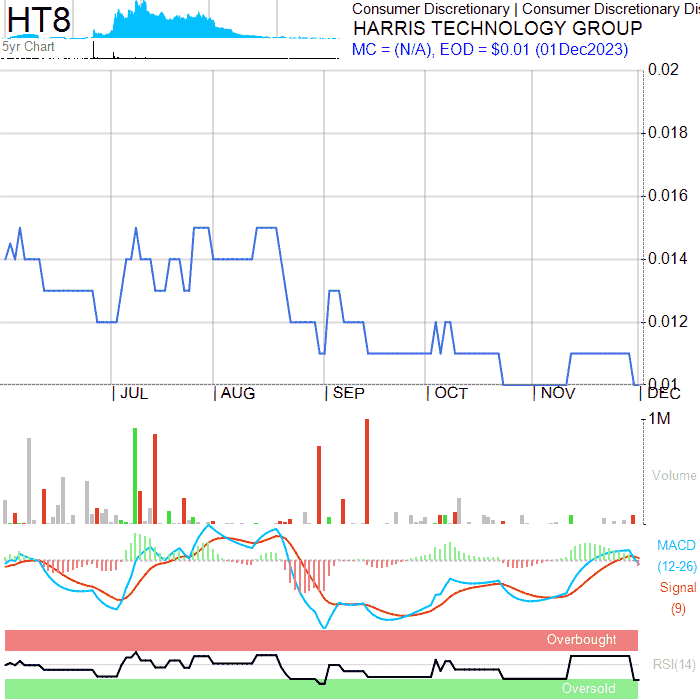 HT8
Consumer Discretionary | Consumer Discretionary Dis
HARRIS TECHNOLOGY GROUP
5yr Chart
MC = (N/A), EOD = $0.01 (01Dec2023)
0.02
0.018
0.016
0.014
0.012
0.01
JUL
AUG
SEP
OCT
NOV
DEC
1M
Volume
MACD
(12-26)
Signal
(9)
Overbought
RSI(14)
Oversold